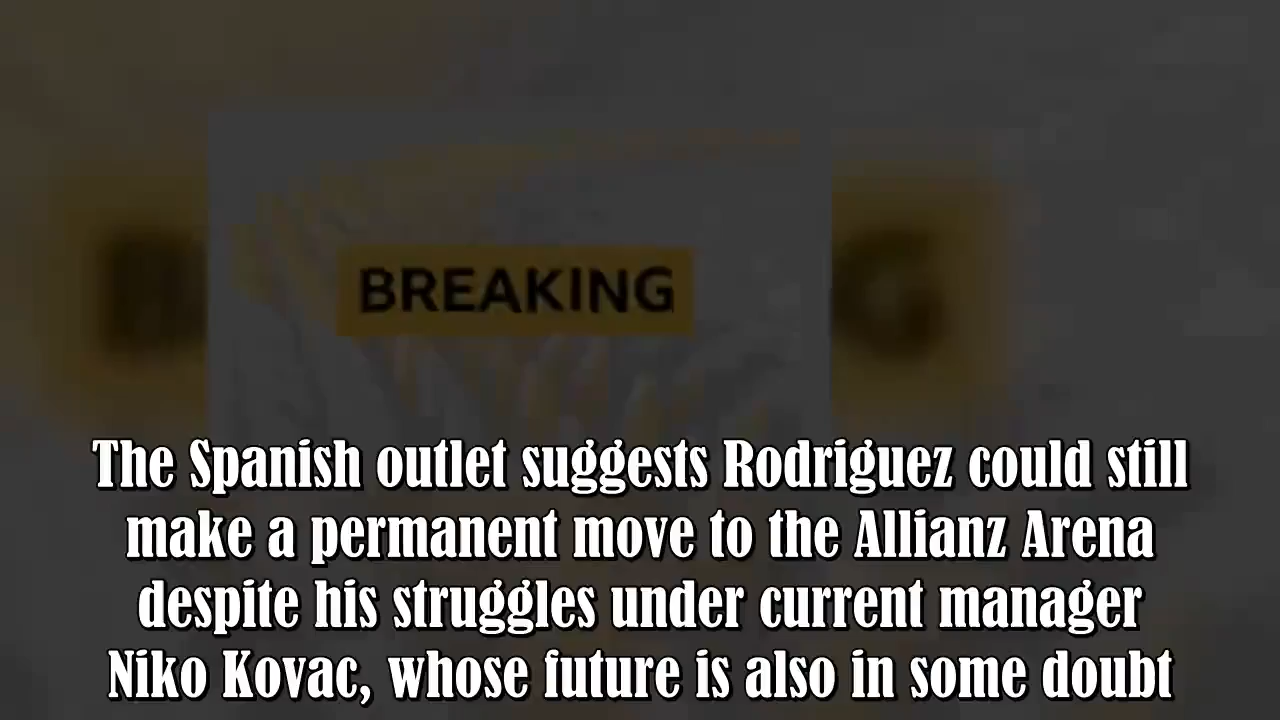 BREAKING
The Spanish outlet suggests Rodriguez could still
make a permanent move to the Allianz Arena
despite his struggles under current manager
Niko Kovac, whose future is also in some doubt